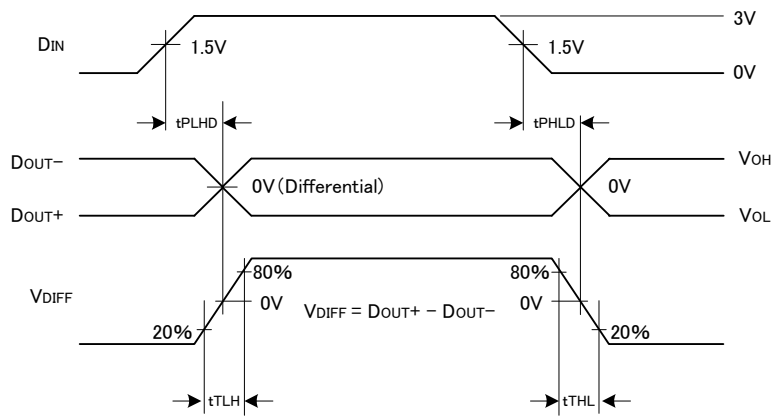 3V
DIN
1.5V
1.5V
0V
tPLHD
tPHLD
DOUT−
VOH
0V(Differential)
0V
DOUT+
VOL
80%
80%
VDIFF
0V
VDIFF = DOUT+ − DOUT−
0V
20%
20%
tTLH
tTHL